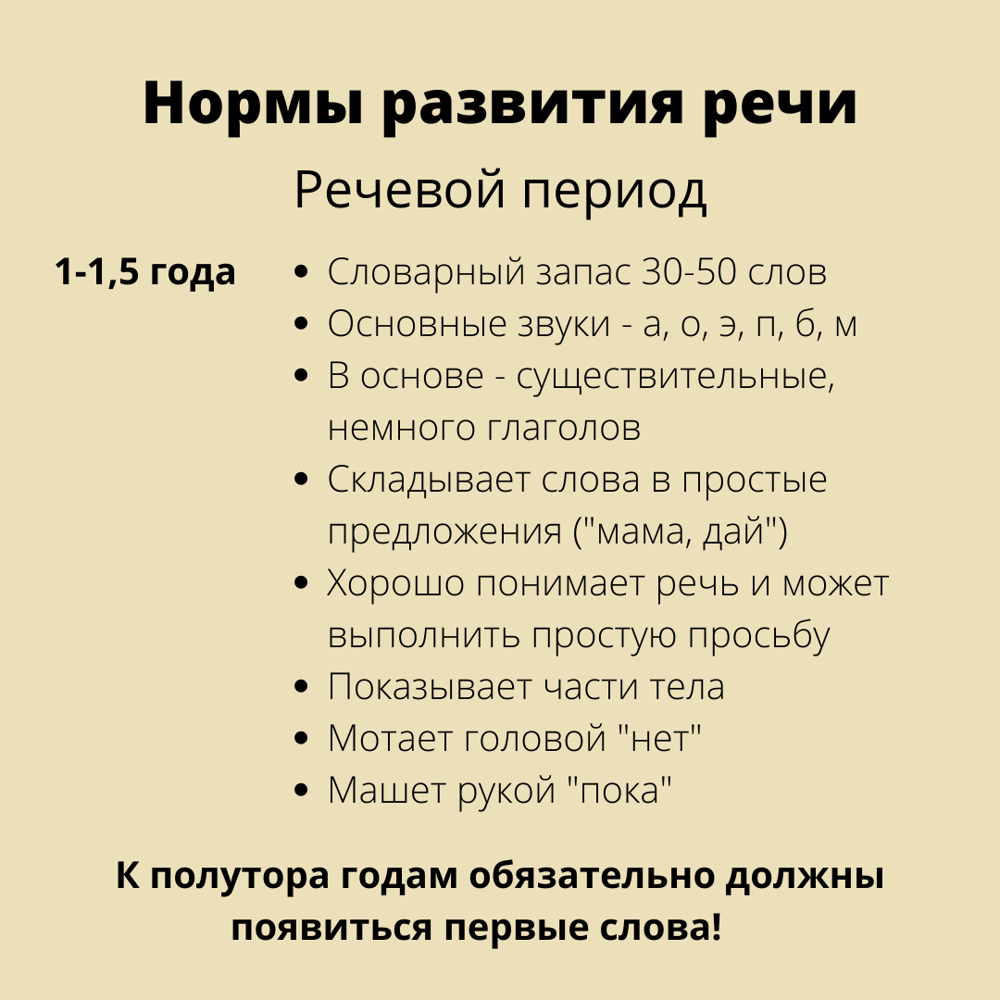 Нормы развития речи
Речевой период
1-1,5 года
• Словарный запас 30-50 слов
• Основные звуки - а, о, э, п, б, м
• В основе - существительные,
немного глаголов
• Складывает слова в простые
предложения ("мама, дай")
• Хорошо понимает речь и может
выполнить простую просьбу
• Показывает части тела
• Мотает головой "нет"
• Машет рукой "пока"
К полутора годам обязательно должны
появиться первые слова!